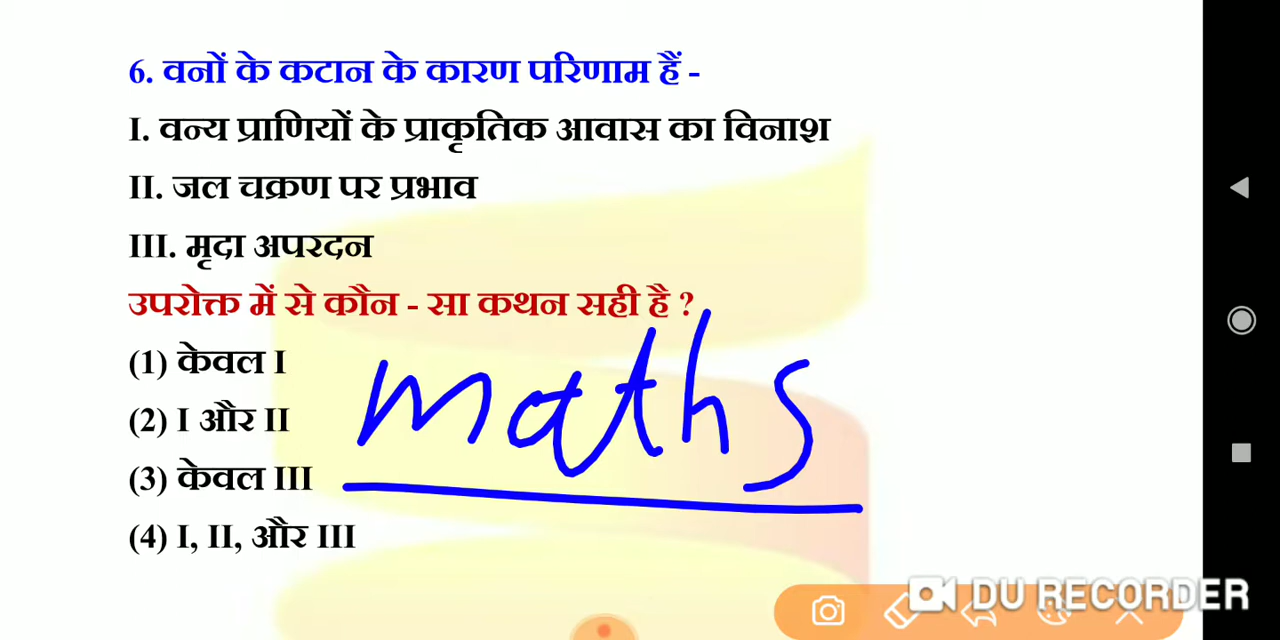 6. वनों के कटान के कारण परिणाम हैं -
I. वन्य प्राणियों के प्राकृतिक आवास का विनाश
II. जल चक्रण पर प्रभाव
III. मृदा अपरदन
उपरोक्त में से कौन - सा कथन सही है ?
(1) केवल I
(2) I और II
(3) केवल III
(4) I, II, और III
maths
DU RECORDER